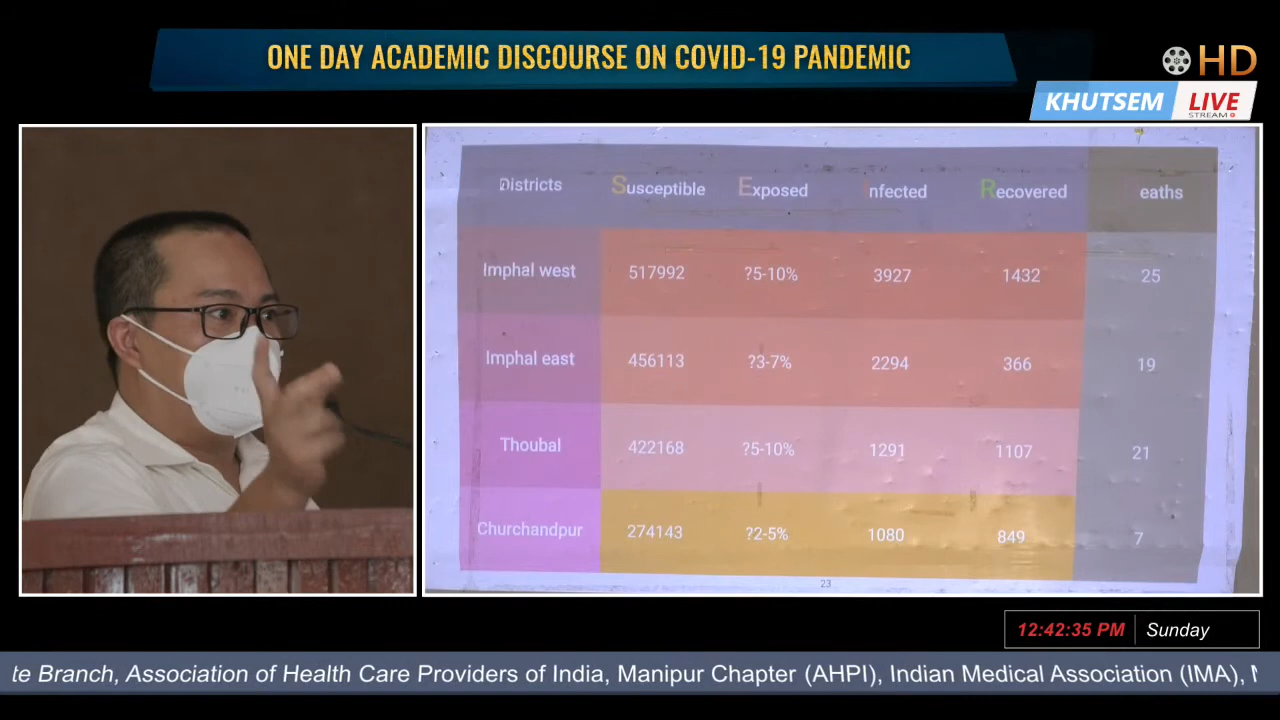 ONE DAY ACADEMIC DISCOURSE ON COVID-19 PANDEMIC
HD
KHUTSEM LIVE
STREAM
Districts Susceptible Exposed Infected Recovered eaths
Imphal west 517992 ?5-10% 3927 1432 25
Imphal east 456113 ?3-7% 2294 366 19
Thoubal 422168 ?5-10% 1291 1107 21
Churchandpur 274143 ?2-5% 1080 849 7
23
12:42:35 PM Sunday
te Branch, Association of Health Care Providers of India, Manipur Chapter (AHPI), Indian Medical Association (IMA),